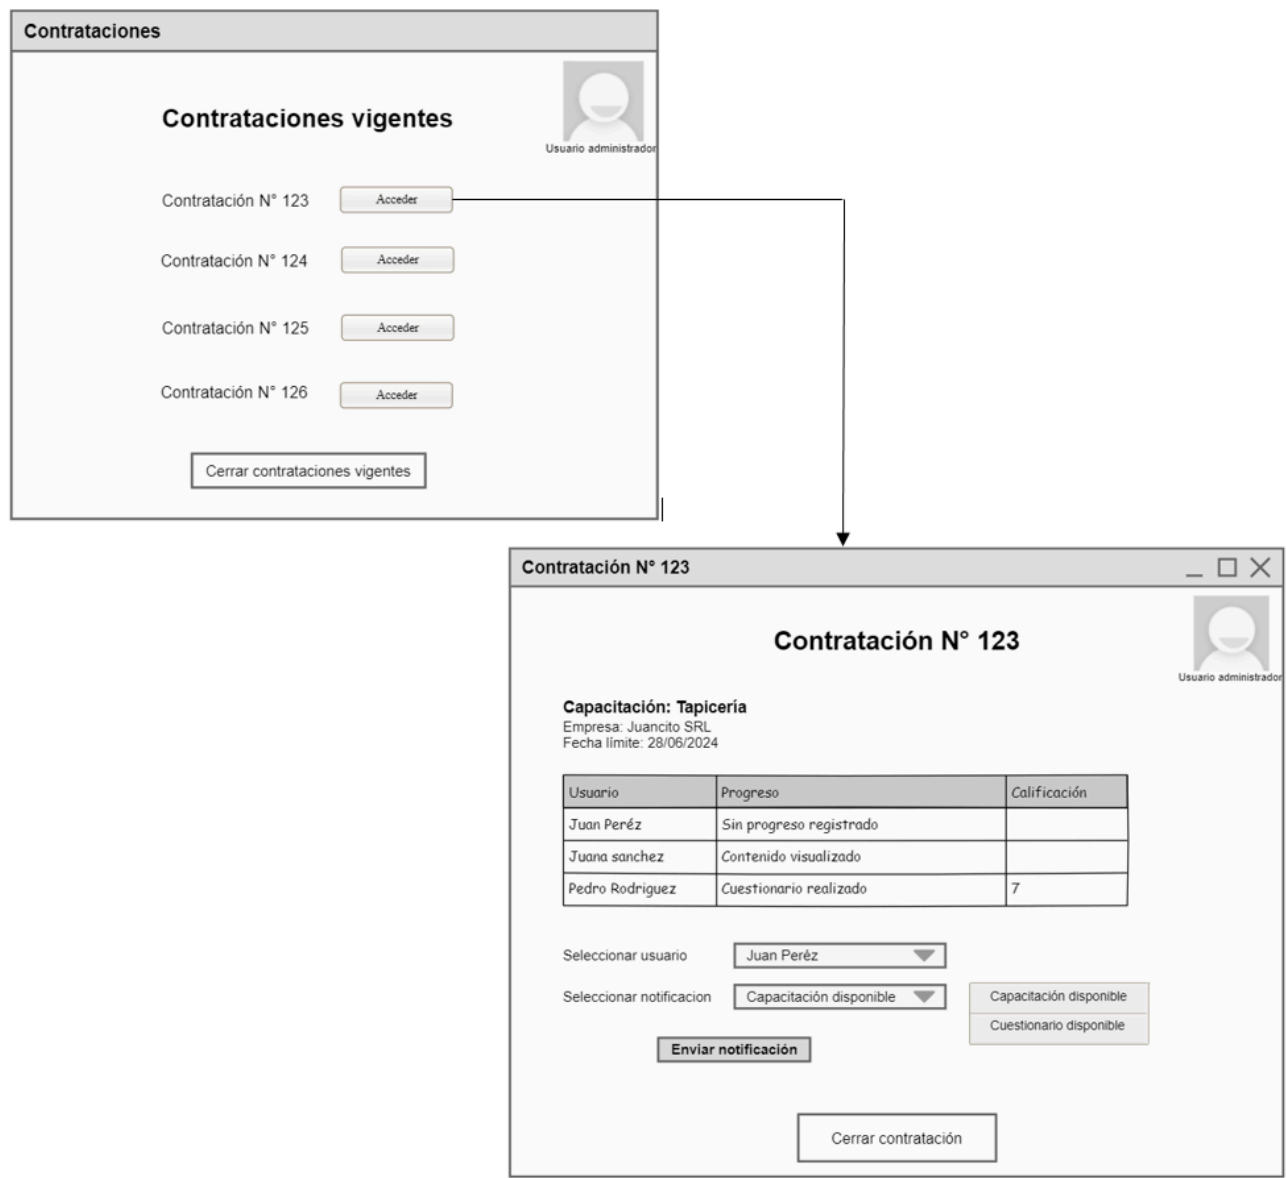 Contrataciones
Contrataciones vigentes
Usuario administrador
Contratación N° 123 Acceder
Contratación N° 124 Acceder
Contratación N° 125 Acceder
Contratación N° 126 Acceder
Cerrar contrataciones vigentes
Contratación N° 123
Contratación N° 123
Usuario administrador
Capacitación: Tapicería
Empresa: Juancito SRL
Fecha límite: 28/06/2024
Usuario Progreso Calificación
Juan Peréz Sin progreso registrado
Juana sanchez Contenido visualizado
Pedro Rodriguez Cuestionario realizado 7
Seleccionar usuario Juan Peréz
Seleccionar notificacion Capacitación disponible Capacitación disponible
Cuestionario disponible
Enviar notificación
Cerrar contratación